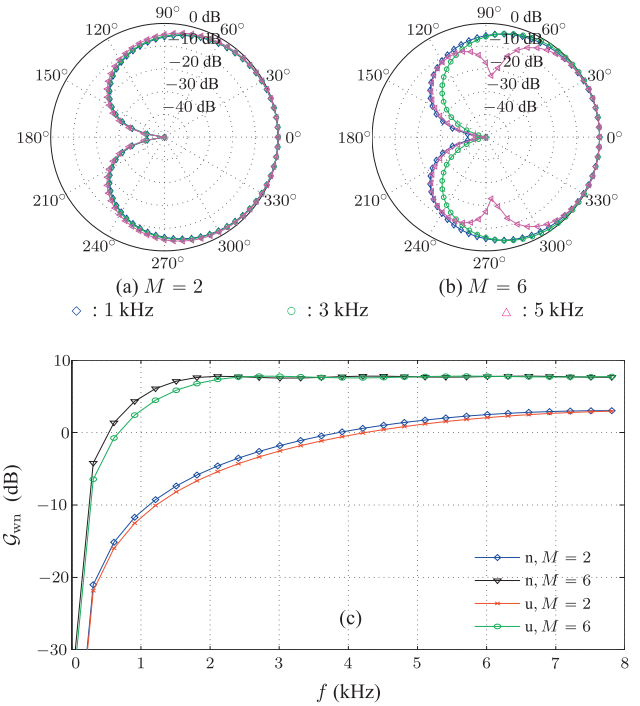 90° 0 dB 90° 0 dB
120° −10 dB 60° 120° −10 dB 60°
−20 dB −20 dB
150° −30 dB 30° 150° −30 dB 30°
−40 dB −40 dB
180° 0° 180° 0°
210° 330° 210° 330°
240° 300° 240° 300°
270° 270°
(a) M = 2 (b) M = 6
: 1 kHz : 3 kHz : 5 kHz
10
0
−10
−20
−30
𝒢wn (dB)
n, M = 2
n, M = 6
u, M = 2
u, M = 6
(c)
0 1 2 3 4 5 6 7 8
f (kHz)